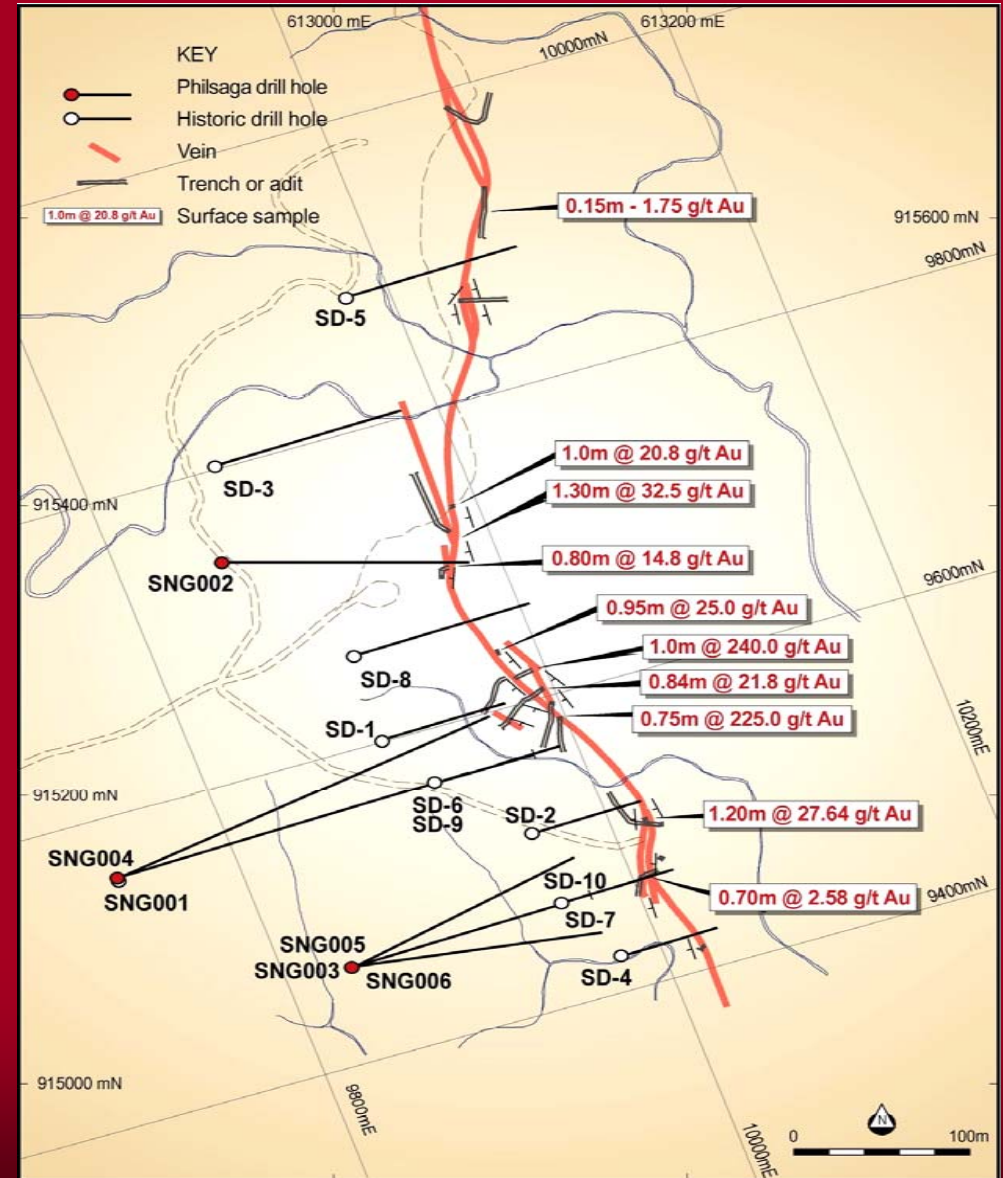 613000 mE
613200 mE
10000mN
KEY
Philsaga drill hole
Historic drill hole
Vein
Trench or adit
1.0m @ 20.8 g/t Au
Surface sample
0.15m - 1.75 g/t Au
915600 mN
9800mN
SD-5
1.0m @ 20.8 g/t Au
SD-3
1.30m @ 32.5 g/t Au
915400 mN
0.80m @ 14.8 g/t Au
SNG002
9600mN
0.95m @ 25.0 g/t Au
1.0m @ 240.0 g/t Au
SD-8
0.84m @ 21.8 g/t Au
0.75m @ 225.0 g/t Au
SD-1
10200mE
915200 mN
SD-6
SD-9
SD-2
1.20m @ 27.64 g/t Au
SNG004
SNG001
SD-10
0.70m @ 2.58 g/t Au
9400mN
SD-7
SNG005
SNG003
SNG006
SD-4
915000 mN
9800mE
10000mE
N
0
100m